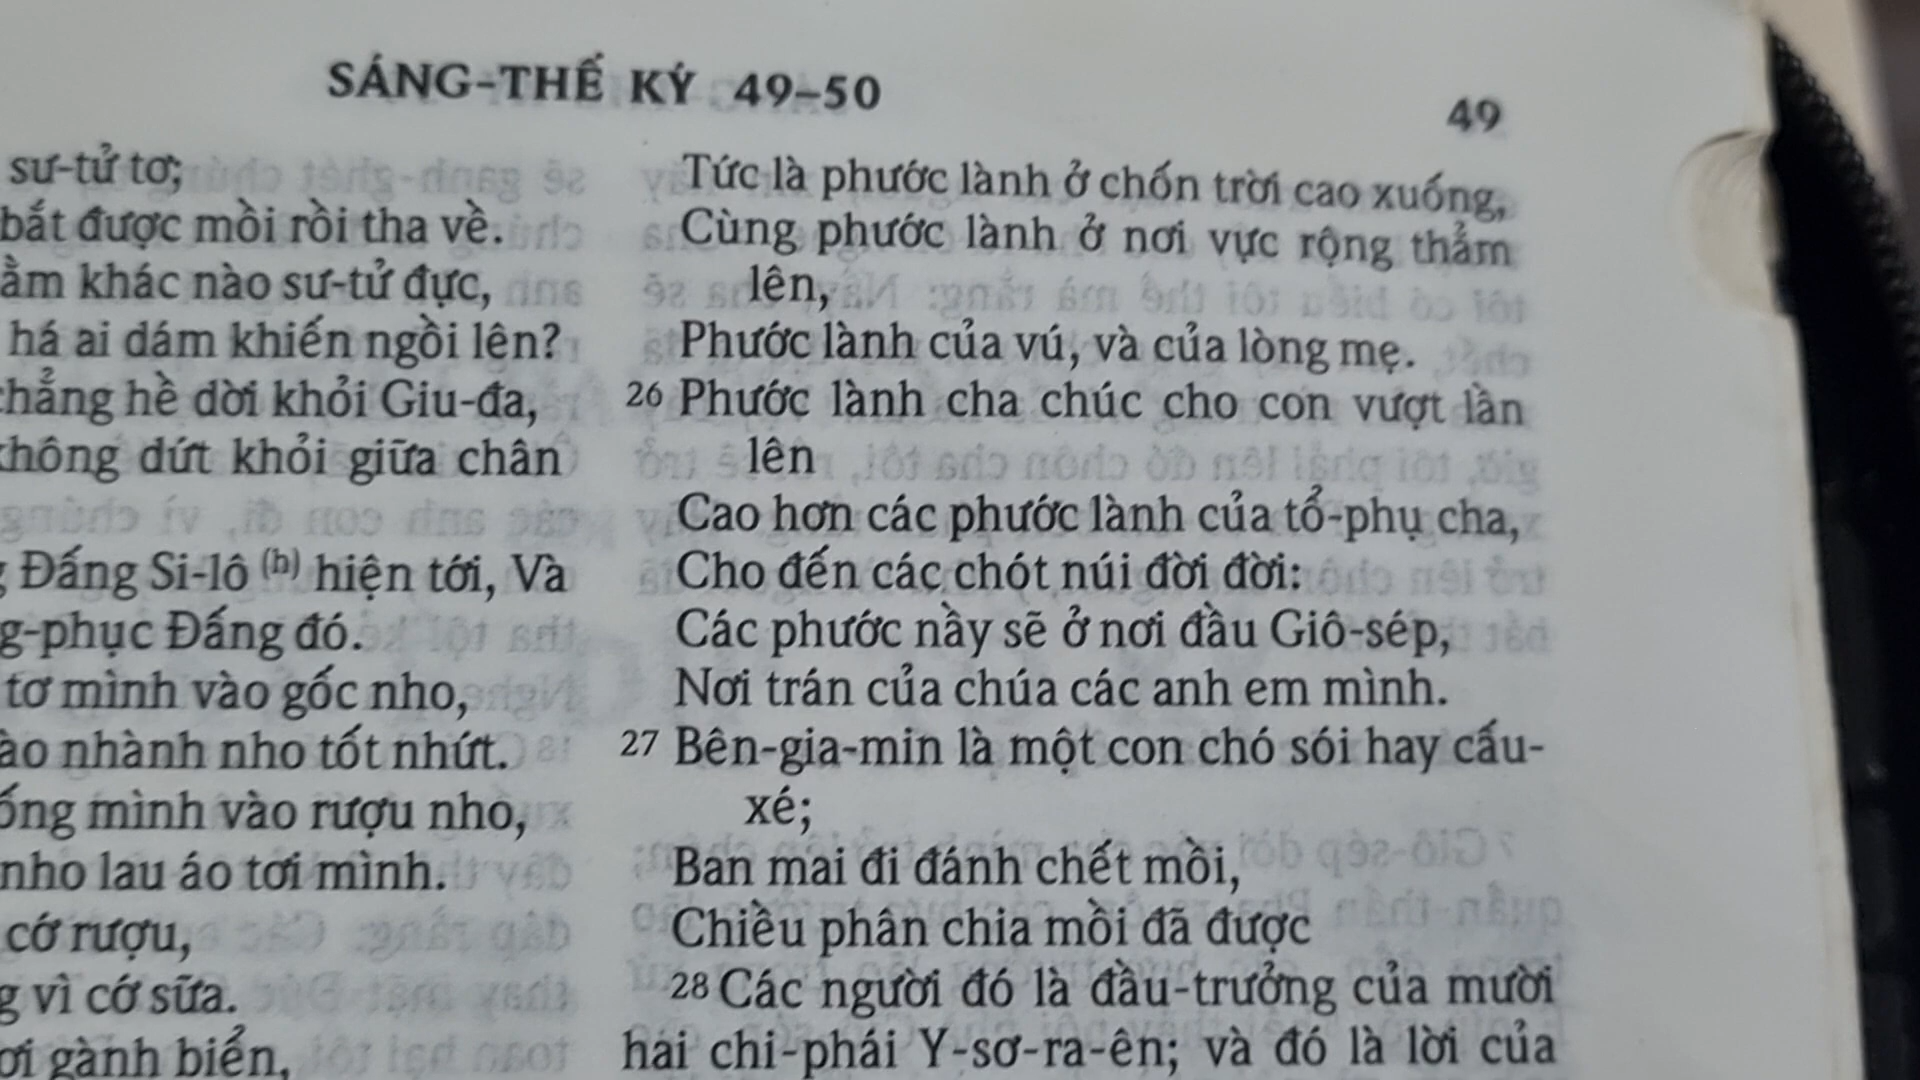 SÁNG-THẾ KÝ 49–50
49
sư-tử tơ;
bắt được mồi rồi tha về.
khác nào sư-tử đực,
há ai dám khiến ngồi lên?
chẳng hề dời khỏi Giu-đa,
không dứt khỏi giữa chân
Đấng Si-lô (h) hiện tới, Và
phục Đấng đó.
tơ mình vào gốc nho,
nhành nho tốt nhứt.
mình vào rượu nho,
nho lau áo tơi mình.
cớ rượu,
vì cớ sữa.
gành biển,
Tức là phước lành ở chốn trời cao xuống,
Cùng phước lành ở nơi vực rộng thẳm
lên,
Phước lành của vú, và của lòng mẹ.
26 Phước lành cha chúc cho con vượt lần
lên
Cao hơn các phước lành của tổ-phụ cha,
Cho đến các chót núi đời đời:
Các phước nầy sẽ ở nơi đầu Giô-sép,
Nơi trán của chúa các anh em mình.
27 Bên-gia-min là một con chó sói hay cấu-
xé;
Ban mai đi đánh chết mồi,
Chiều phân chia mồi đã được
28 Các người đó là đầu-trưởng của mười
hai chi-phái Y-sơ-ra-ên; và đó là lời của